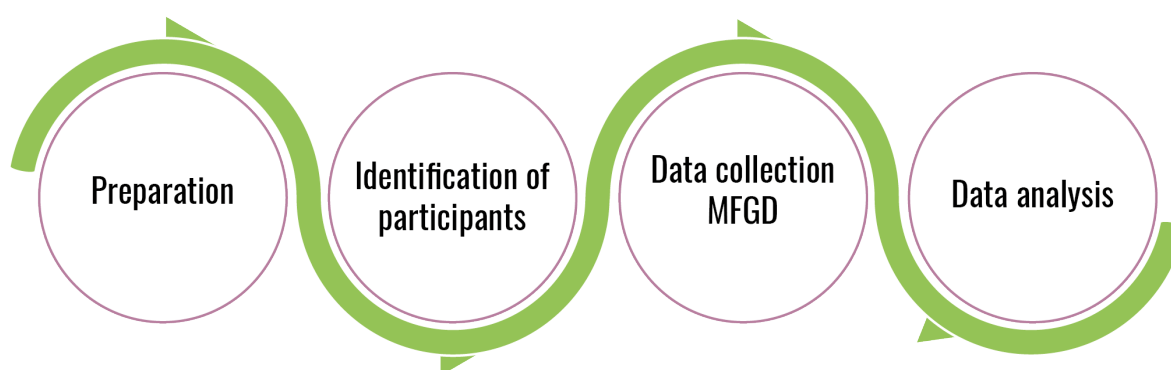 Preparation
Identification of
participants
Data collection
MFGD
Data analysis